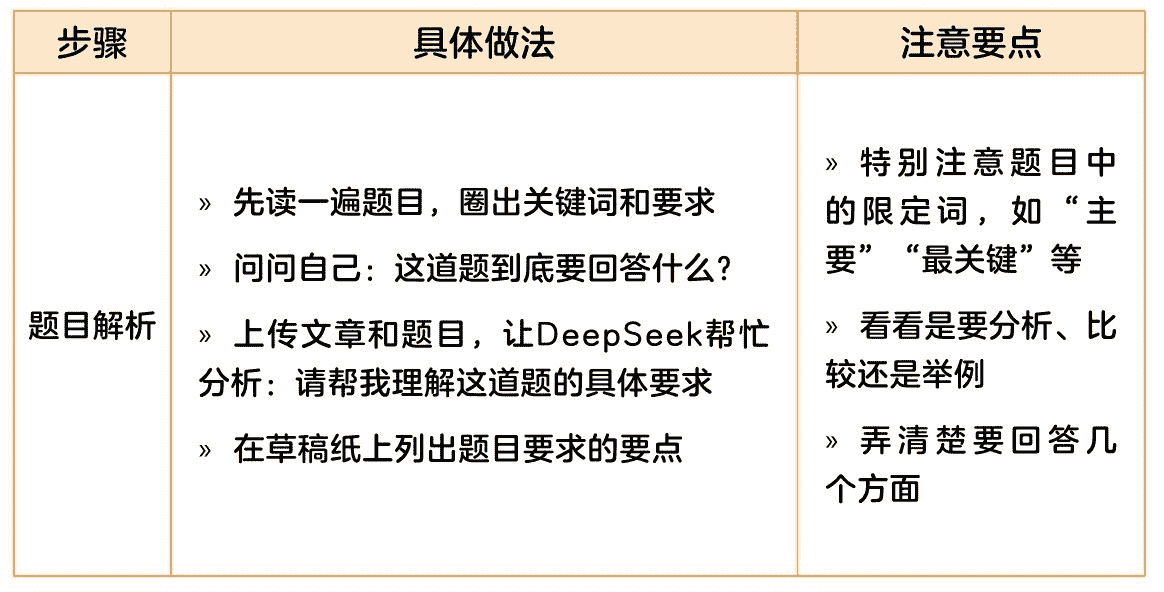 步骤
具体做法
注意要点
题目解析
» 先读一遍题目，圈出关键词和要求
» 问问自己：这道题到底要回答什么？
» 上传文章和题目，让DeepSeek帮忙
分析：请帮我理解这道题的具体要求
» 在草稿纸上列出题目要求的要点
» 特别注意题目中
的限定词，如“主
要”“最关键”等
» 看看是要分析、比
较还是举例
» 弄清楚要回答几
个方面